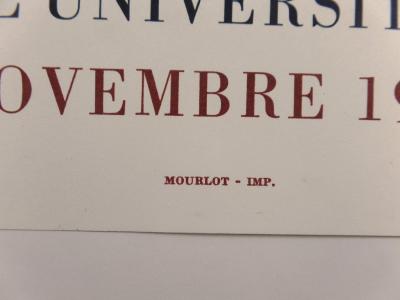 UNIVERSIT
OVEMBRE 19
MOURLOT - IMP.